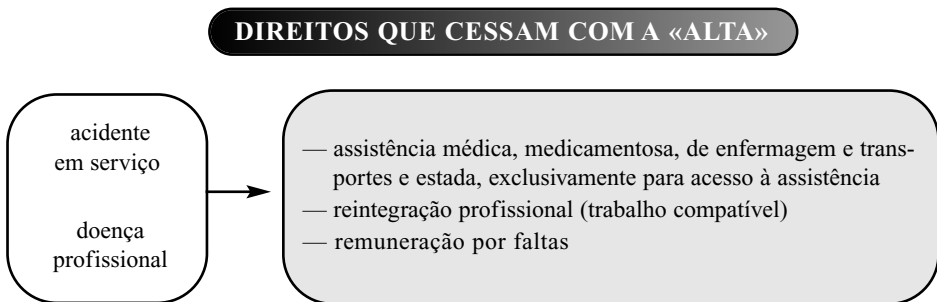 DIREITOS QUE CESSAM COM A «ALTA»
acidente
em serviço
doença
profissional
— assistência médica, medicamentosa, de enfermagem e trans-
portes e estada, exclusivamente para acesso à assistência
— reintegração profissional (trabalho compatível)
— remuneração por faltas